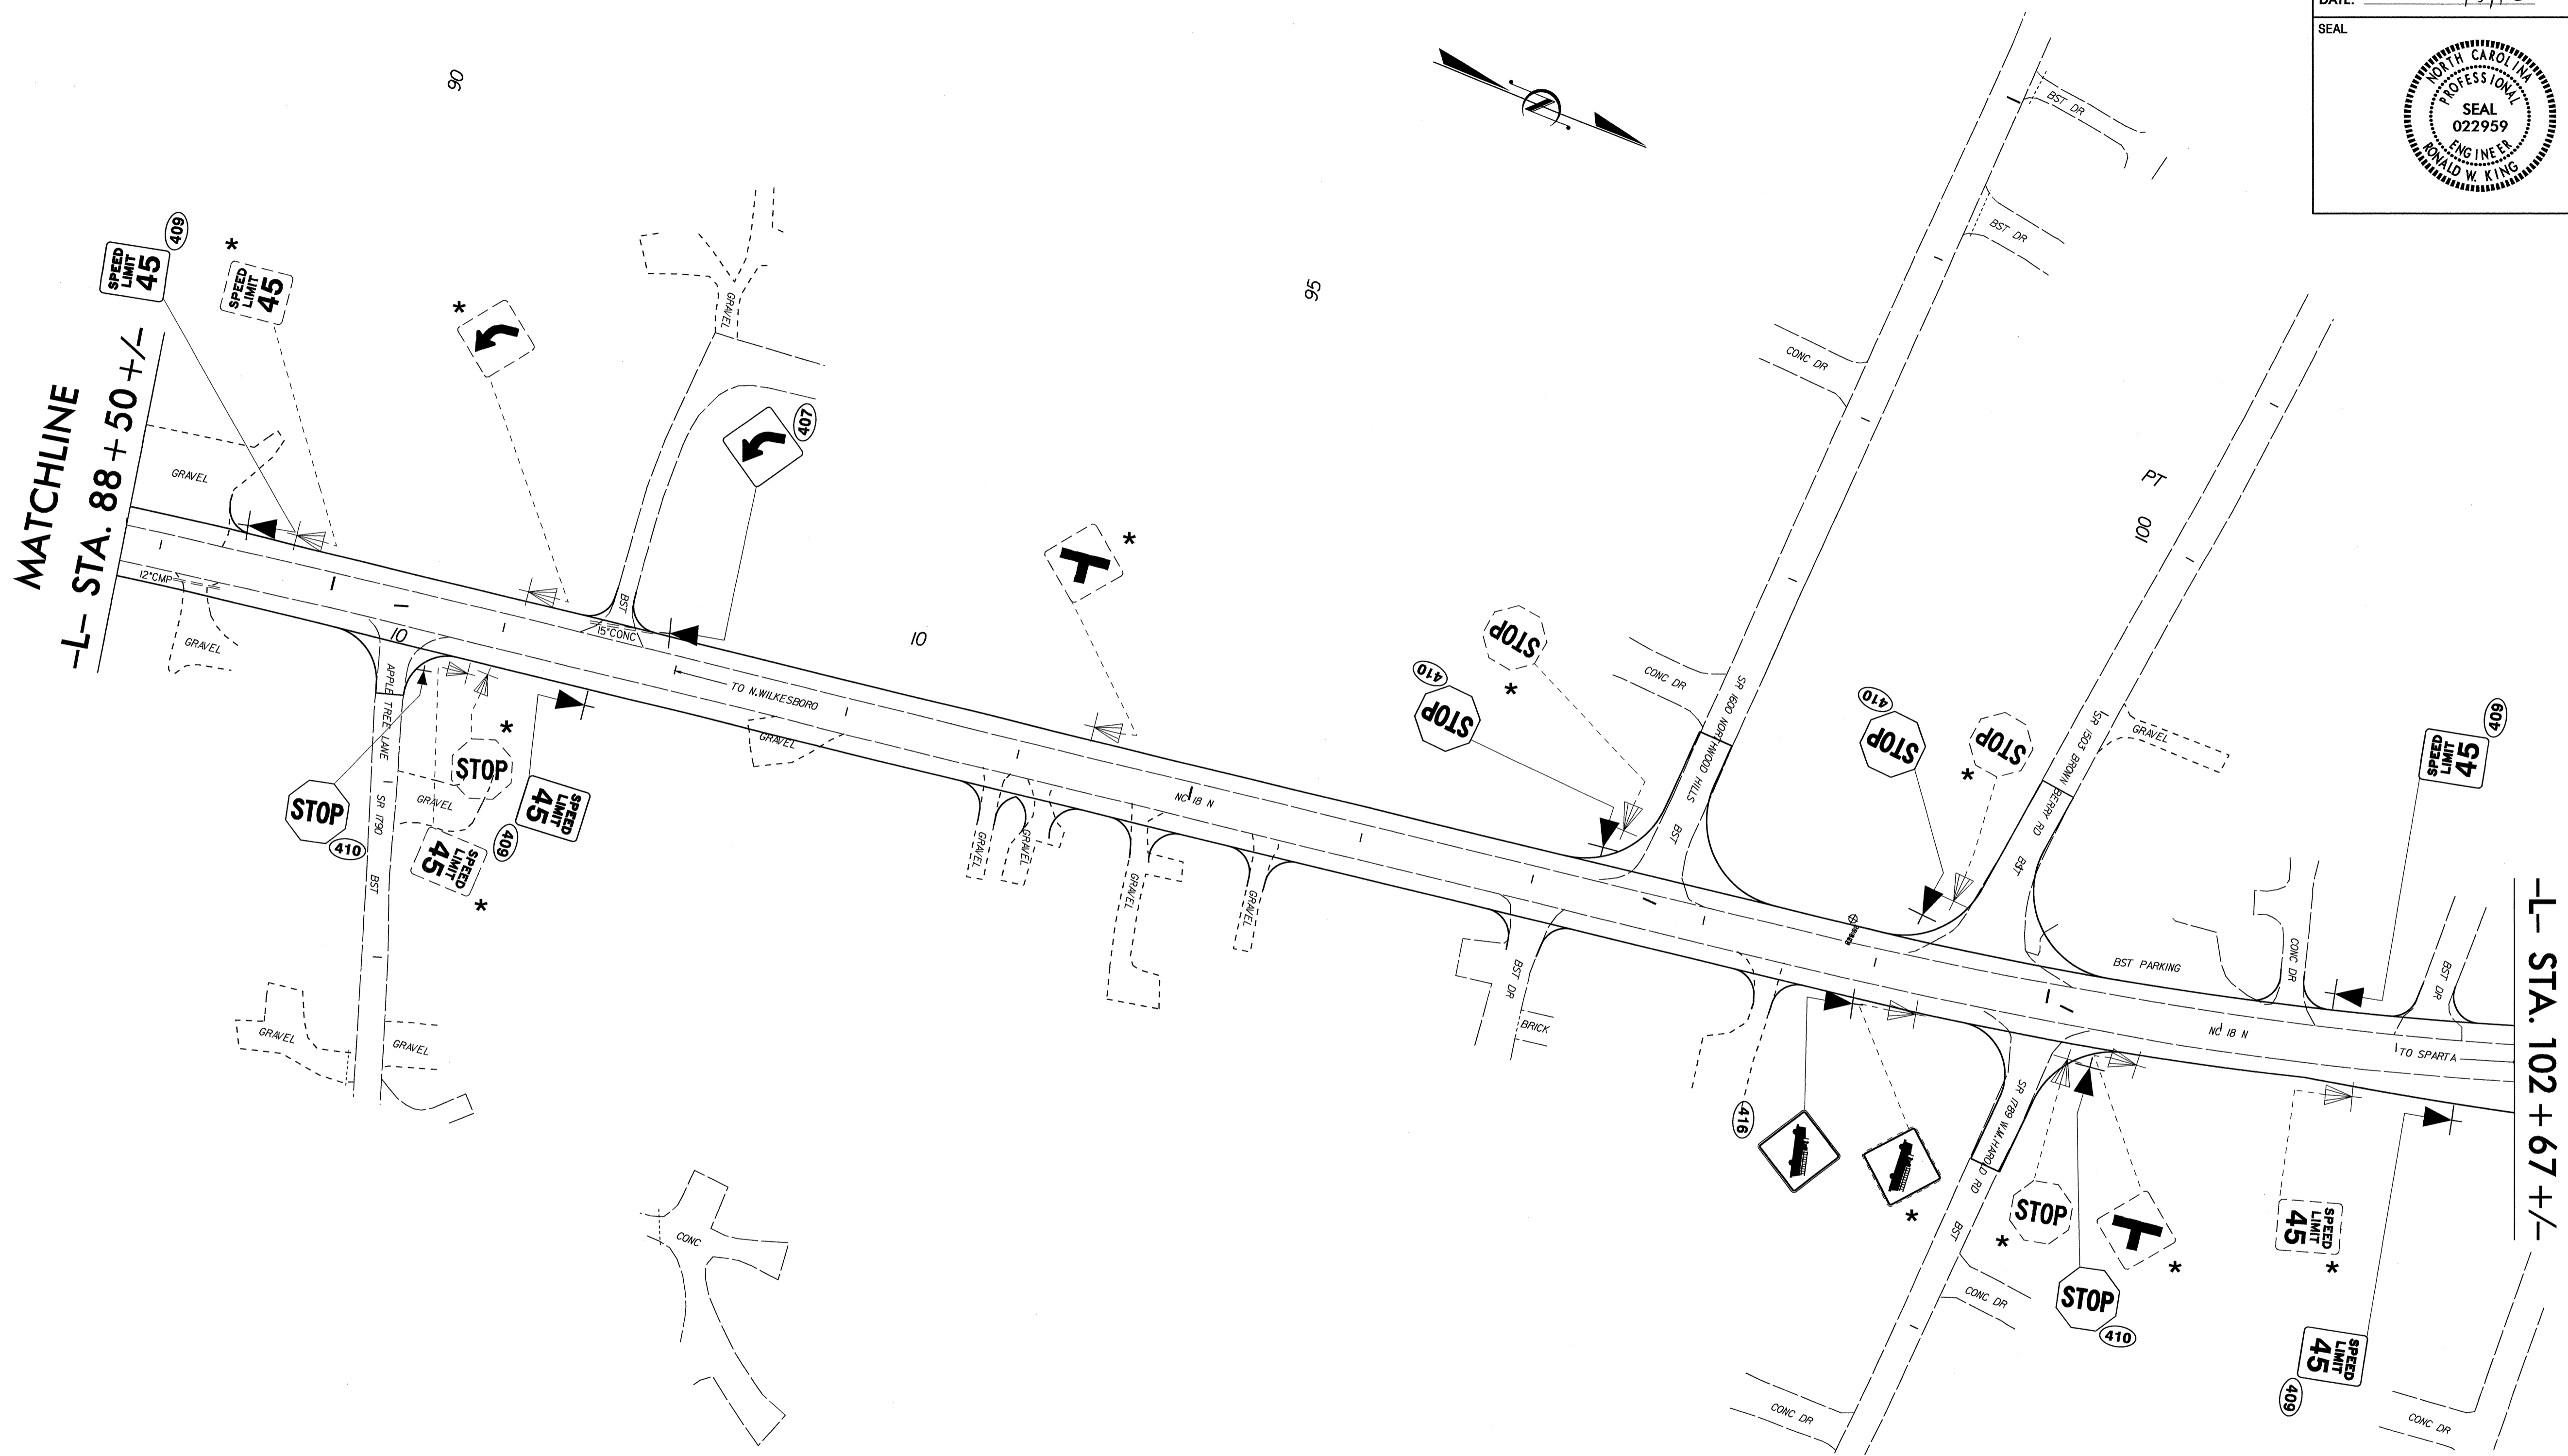 DATE:
SEAL
NORTH CAROLINA
PROFESSIONAL
SEAL
022959
ENGINEER
RONALD W. KING
90
95
PT
100
MATCHLINE
-L- STA. 88+50+/-
409
SPEED
LIMIT
45
*
SPEED
LIMIT
45
*
407
*
GRAVEL
GRAVEL
GRAVEL
12"CMP
10
BST
15"CONC
10
TO N.WILKESBORO
APPLE TREE LANE
SR 1790
BST
STOP
410
*
STOP
GRAVEL
SPEED
LIMIT
45
409
SPEED
LIMIT
45
*
GRAVEL
GRAVEL
GRAVEL
GRAVEL
GRAVEL
GRAVEL
GRAVEL
NC 18 N
CONC
BST DR
BST DR
CONC DR
CONC DR
SR 1600 NORTHWOOD HILLS
BST
STOP
*
410
STOP
410
STOP
STOP
*
SR 1503 BROWN BERRY RD
BST
GRAVEL
BST PARKING
CONC DR
BST DR
409
SPEED
LIMIT
45
NC 18 N
TO SPARTA
-L- STA. 102+67+/-
BST DR
BRICK
416
*
SR 1789 W.M.HAROLD RD
BST
STOP
*
*
STOP
410
CONC DR
CONC DR
SPEED
LIMIT
45
*
SPEED
LIMIT
45
409
CONC DR